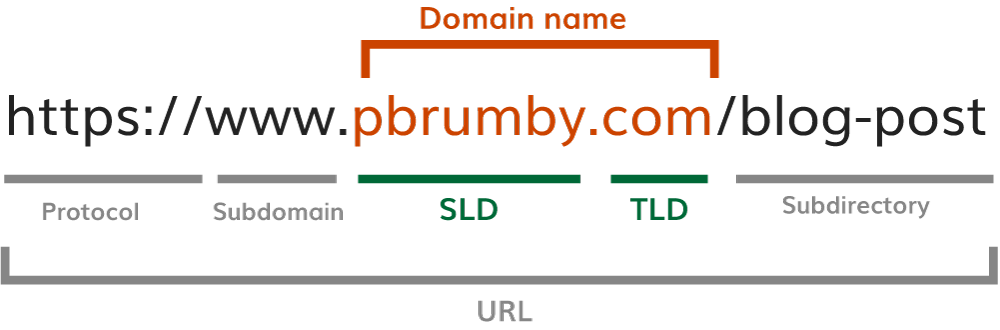 Domain name
https://www.pbrumby.com/blog-post
Protocol Subdomain SLD TLD Subdirectory
URL